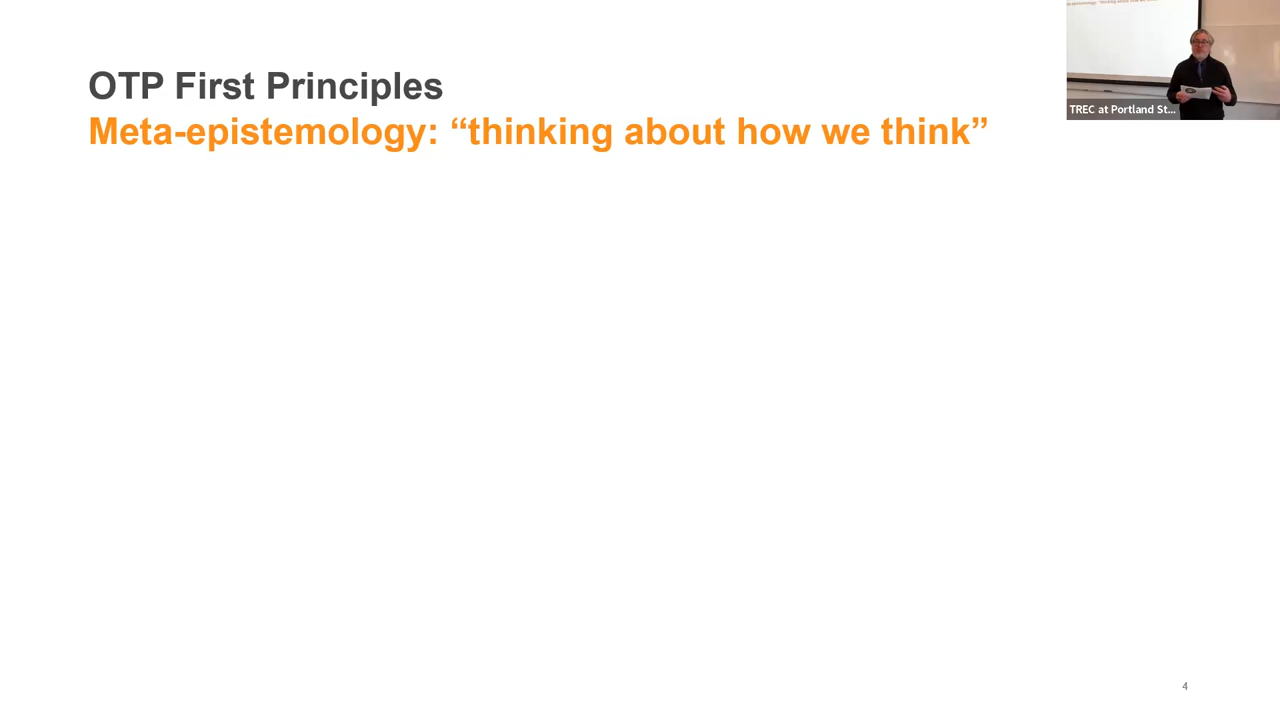 OTP First Principles
Meta-epistemology: “thinking about how we think”
TREC at Portland St...
4